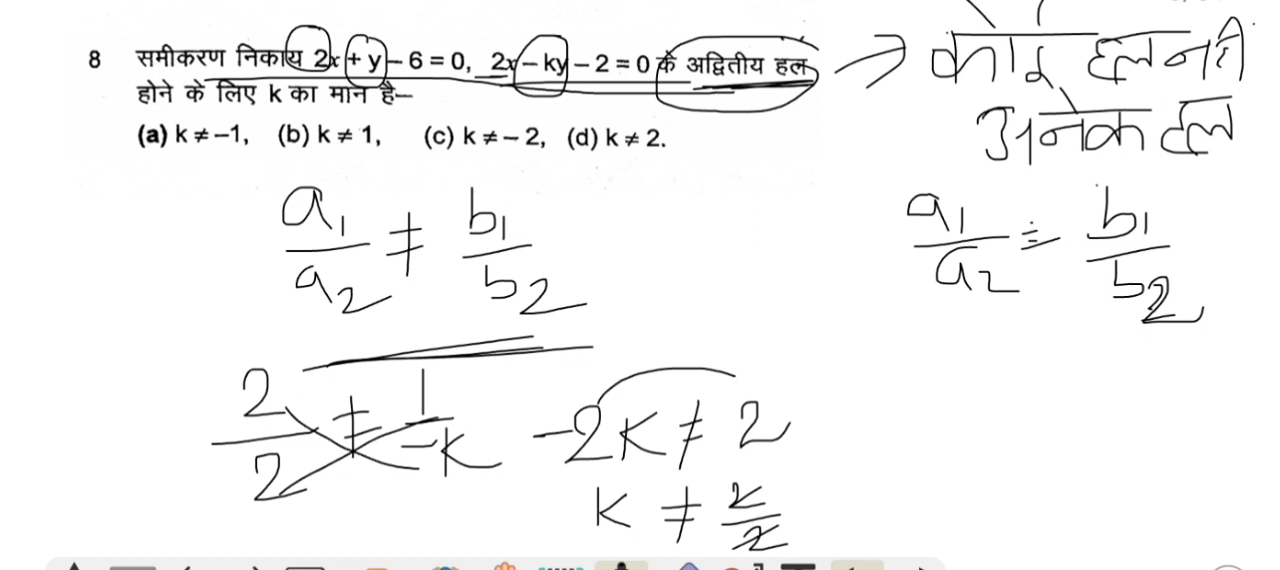 8 समीकरण निकाय 2x + y – 6 = 0, 2x – ky – 2 = 0 के अद्वितीय हल
होने के लिए k का मान है–
(a) k ≠ –1, (b) k ≠ 1, (c) k ≠ – 2, (d) k ≠ 2.
→ कोई हल नही
अनेक हल
a₁/a₂ ≠ b₁/b₂
a₁/a₂ = b₁/b₂
2/2 ≠ 1/-K
-2K ≠ 2
K ≠ 2/2